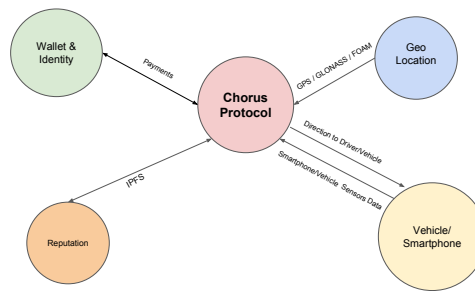 Wallet &
Identity
Payments
Chorus
Protocol
GPS / GLONASS / FOAM
Geo
Location
Direction to Driver/Vehicle
Smartphone/Vehicle Sensors Data
IPFS
Reputation
Vehicle/
Smartphone